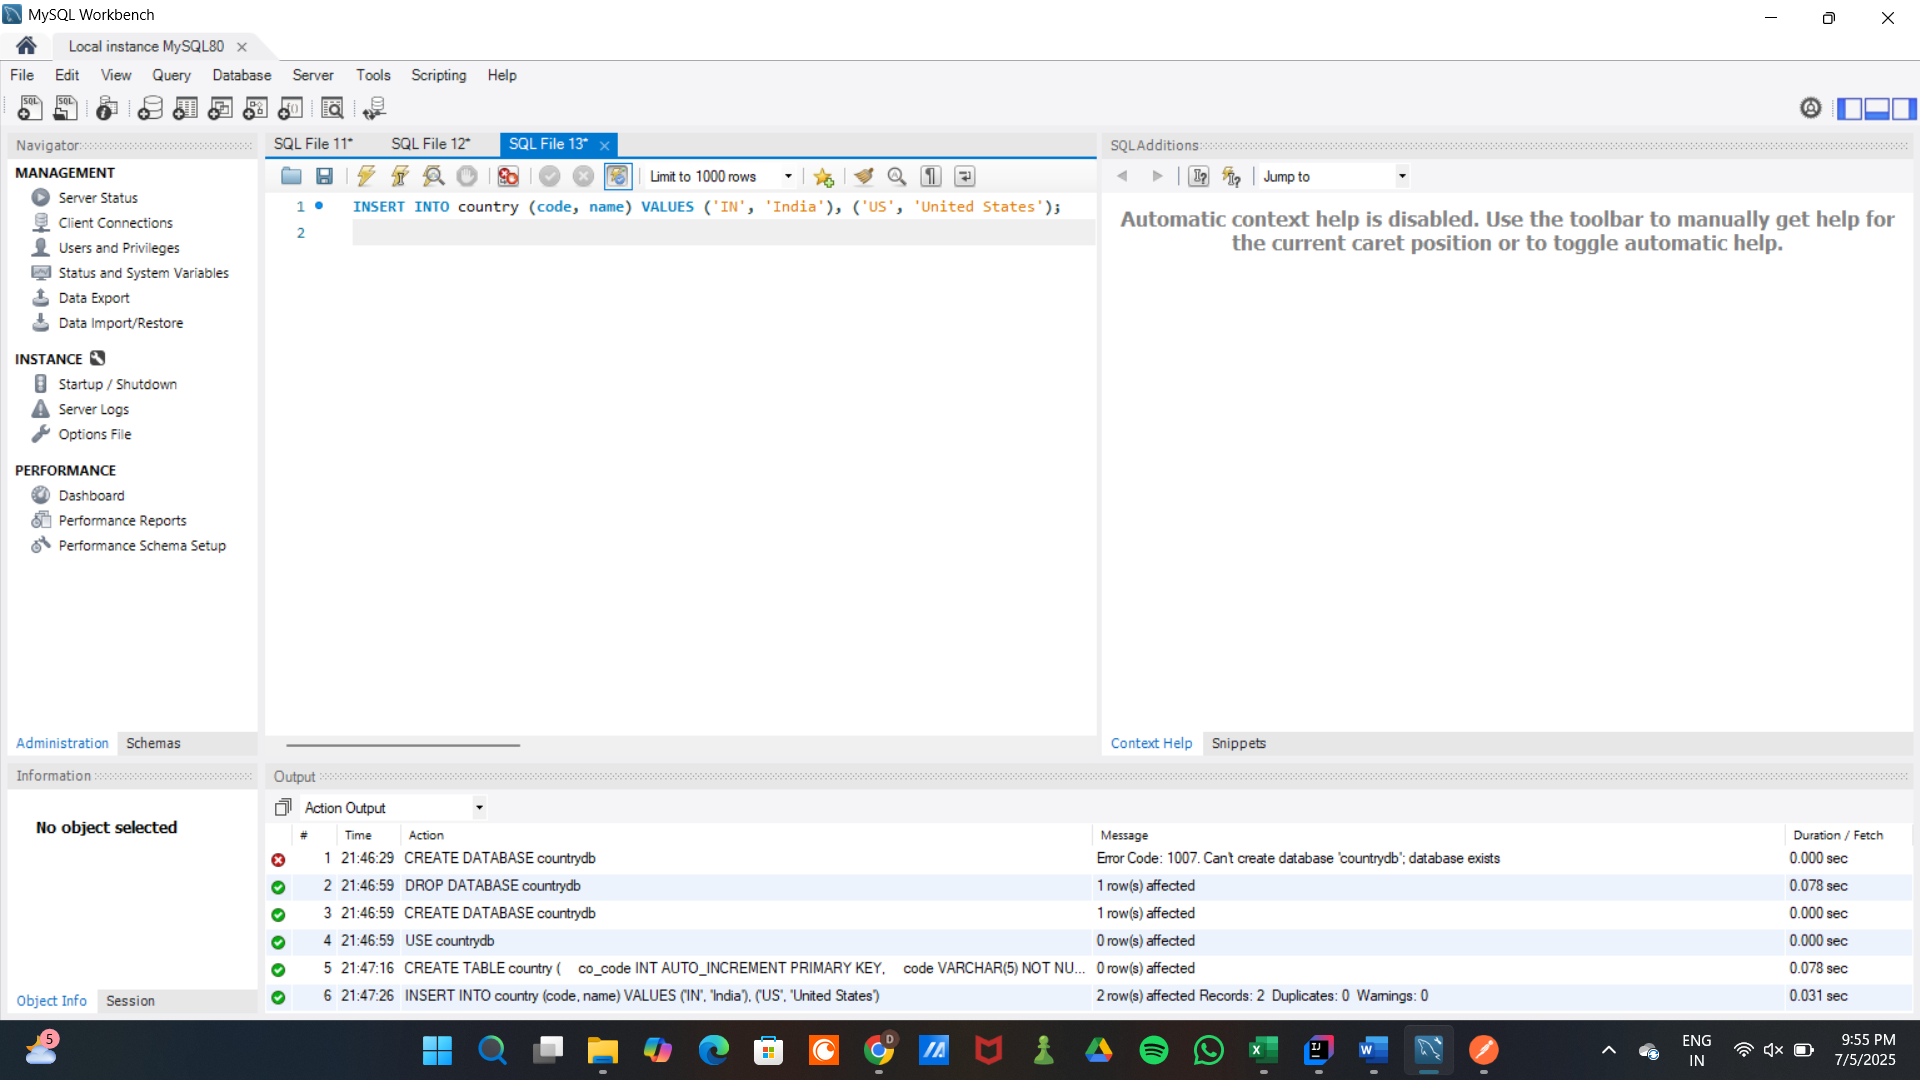 MySQL Workbench
Local instance MySQL80
File Edit View Query Database Server Tools Scripting Help
Navigator
MANAGEMENT
Server Status
Client Connections
Users and Privileges
Status and System Variables
Data Export
Data Import/Restore
INSTANCE
Startup / Shutdown
Server Logs
Options File
PERFORMANCE
Dashboard
Performance Reports
Performance Schema Setup
Administration Schemas
Information
No object selected
Object Info Session
SQL File 11* SQL File 12* SQL File 13*
Limit to 1000 rows
1 INSERT INTO country (code, name) VALUES ('IN', 'India'), ('US', 'United States');
2
SQLAdditions
Jump to
Automatic context help is disabled. Use the toolbar to manually get help for
the current caret position or to toggle automatic help.
Context Help Snippets
Output
Action Output
# Time Action Message Duration / Fetch
1 21:46:29 CREATE DATABASE countrydb Error Code: 1007. Can't create database 'countrydb'; database exists 0.000 sec
2 21:46:59 DROP DATABASE countrydb 1 row(s) affected 0.078 sec
3 21:46:59 CREATE DATABASE countrydb 1 row(s) affected 0.000 sec
4 21:46:59 USE countrydb 0 row(s) affected 0.000 sec
5 21:47:16 CREATE TABLE country ( co_code INT AUTO_INCREMENT PRIMARY KEY, code VARCHAR(5) NOT NU... 0 row(s) affected 0.078 sec
6 21:47:26 INSERT INTO country (code, name) VALUES ('IN', 'India'), ('US', 'United States') 2 row(s) affected Records: 2 Duplicates: 0 Warnings: 0 0.031 sec
5
D
ENG
IN
9:55 PM
7/5/2025